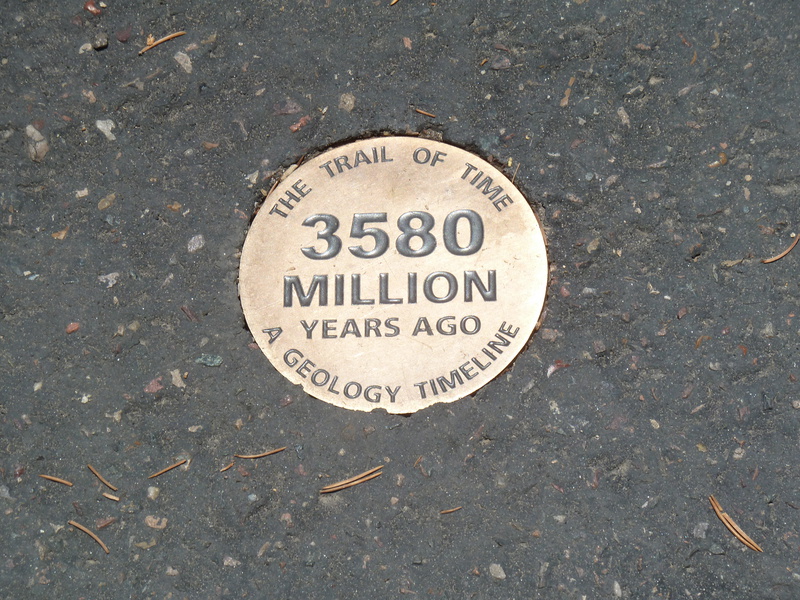 THE TRAIL OF TIME
3580
MILLION
YEARS AGO
A GEOLOGY TIMELINE